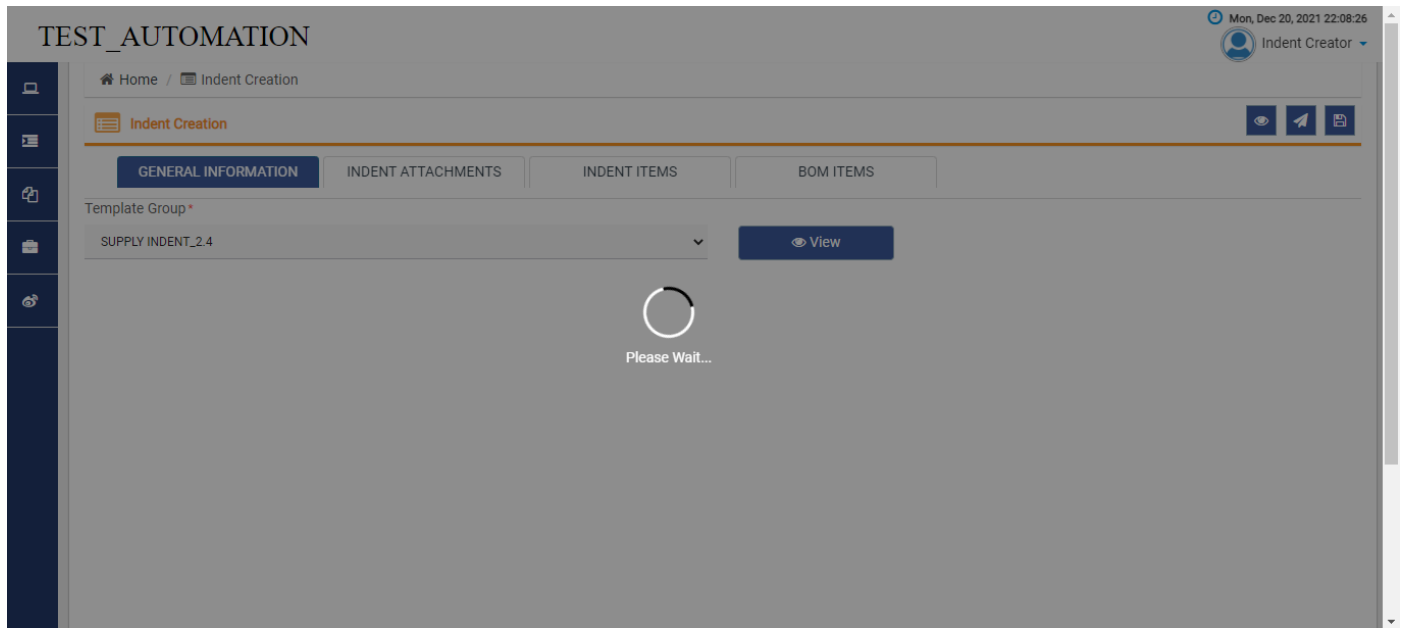 Mon, Dec 20, 2021 22:08:26
TEST_AUTOMATION
Indent Creator
Home / Indent Creation
Indent Creation
GENERAL INFORMATION INDENT ATTACHMENTS INDENT ITEMS BOM ITEMS
Template Group*
SUPPLY INDENT_2.4 View
Please Wait...